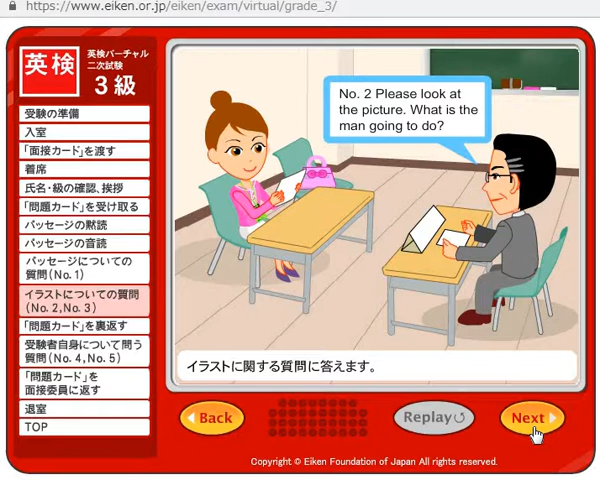 https://www.eiken.or.jp/eiken/exam/virtual/grade_3/
英検
英検バーチャル
二次試験
3級
受験の準備
入室
「面接カード」を渡す
着席
氏名・級の確認、挨拶
「問題カード」を受け取る
パッセージの黙読
パッセージの音読
パッセージについての
質問(No. 1)
イラストについての質問
(No. 2, No. 3)
「問題カード」を裏返す
受験者自身について問う
質問(No. 4, No. 5)
「問題カード」を
面接委員に返す
退室
TOP
No. 2 Please look at
the picture. What is the
man going to do?
イラストに関する質問に答えます。
Back
Replay
Next
Copyright © Eiken Foundation of Japan All rights reserved.